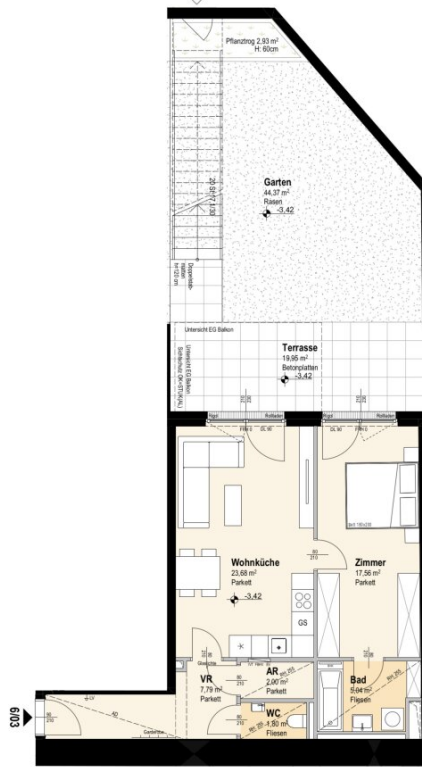 Pflanztrog 2,93 m²
H: 60cm
Garten
44,37 m²
Rasen
-3,42
Untersicht EG Balkon
Untersicht EG Balkon
Terrasse
19,95 m²
Betonplatten
-3,42
Rollladen
Rollladen
Wohnküche
23,68 m²
Parkett
-3,42
Zimmer
17,56 m²
Parkett
GS
VR
7,79 m²
Parkett
AR
2,00 m²
Parkett
Bad
5,04 m²
Fliesen
WC
1,80 m²
Fliesen
6/03